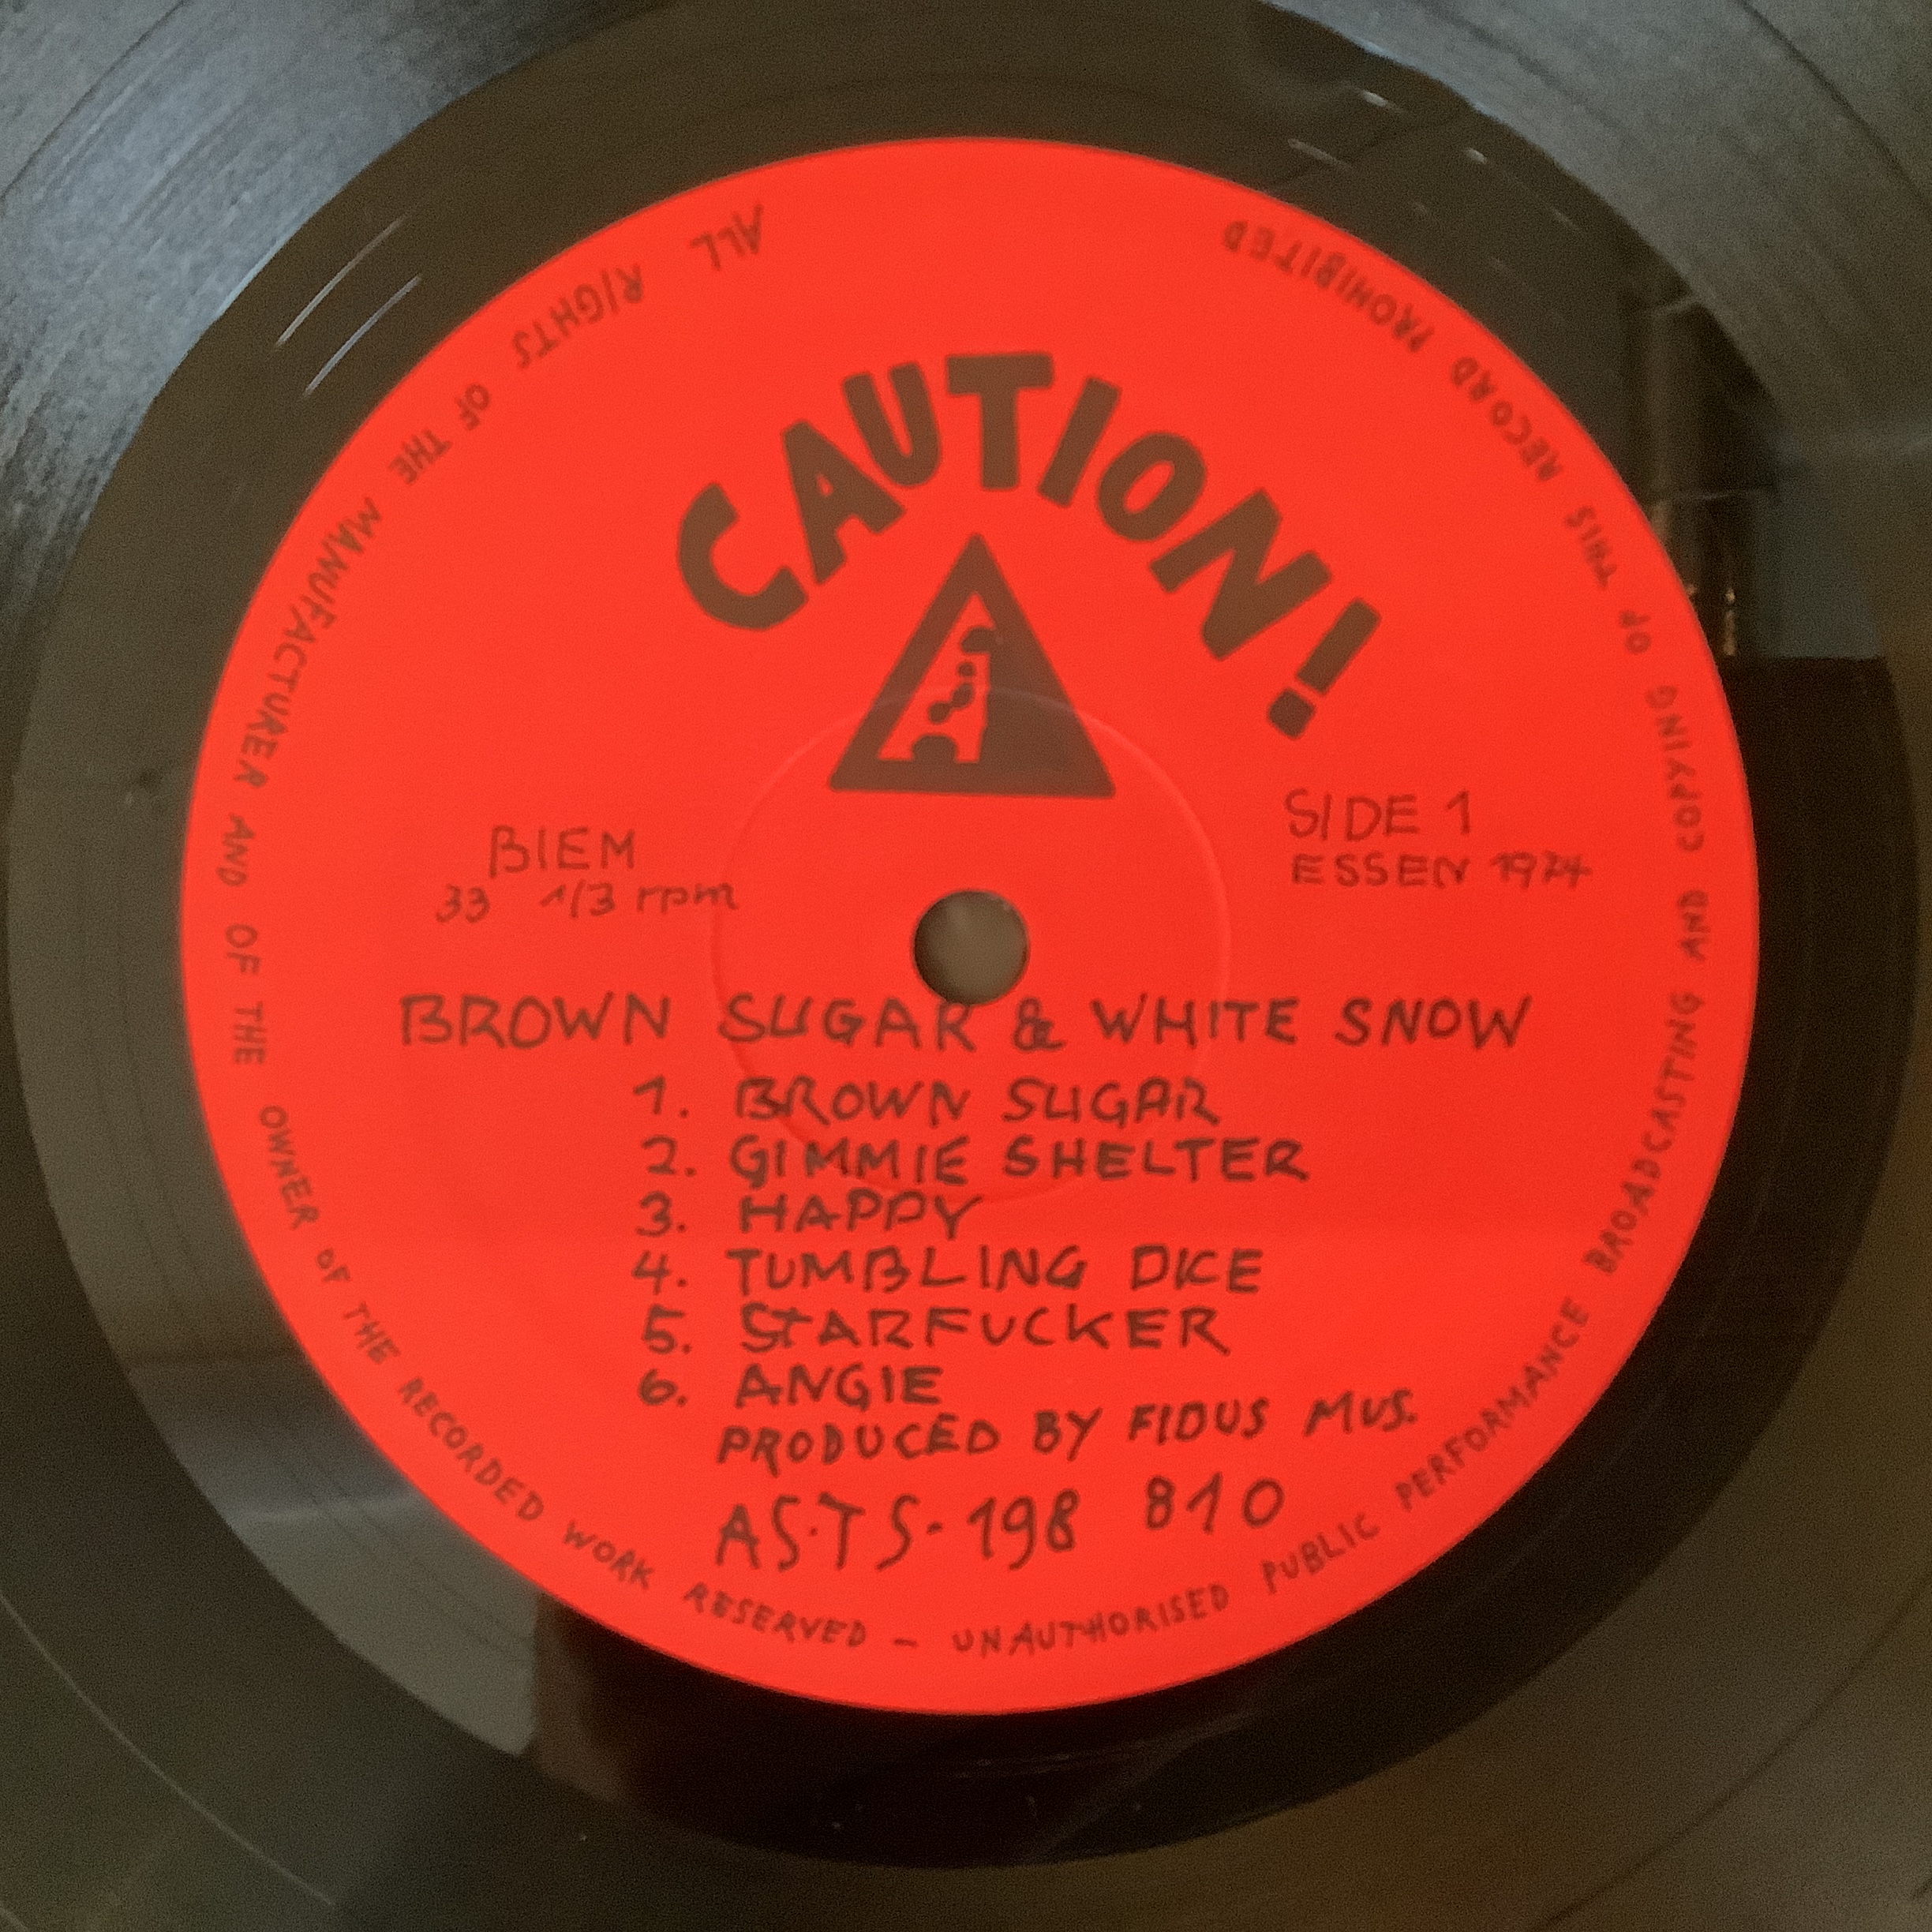 CAUTION!
BIEM
33 1/3 rpm
SIDE 1
ESSEN 1974
BROWN SUGAR & WHITE SNOW
1. BROWN SUGAR
2. GIMMIE SHELTER
3. HAPPY
4. TUMBLING DICE
5. STARFUCKER
6. ANGIE
PRODUCED BY FIDUS MUS.
AS·TS·198 810
ALL RIGHTS OF THE MANUFACTURER AND OF THE OWNER OF THE RECORDED WORK RESERVED – UNAUTHORISED PUBLIC PERFORMANCE BROADCASTING AND COPYING OF THIS RECORD PROHIBITED